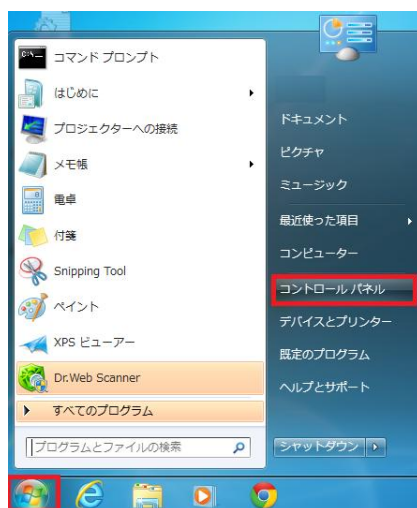 コマンド プロンプト
はじめに
プロジェクターへの接続
メモ帳
電卓
付箋
Snipping Tool
ペイント
XPS ビューアー
Dr.Web Scanner
すべてのプログラム
プログラムとファイルの検索
ドキュメント
ピクチャ
ミュージック
最近使った項目
コンピューター
コントロール パネル
デバイスとプリンター
既定のプログラム
ヘルプとサポート
シャットダウン